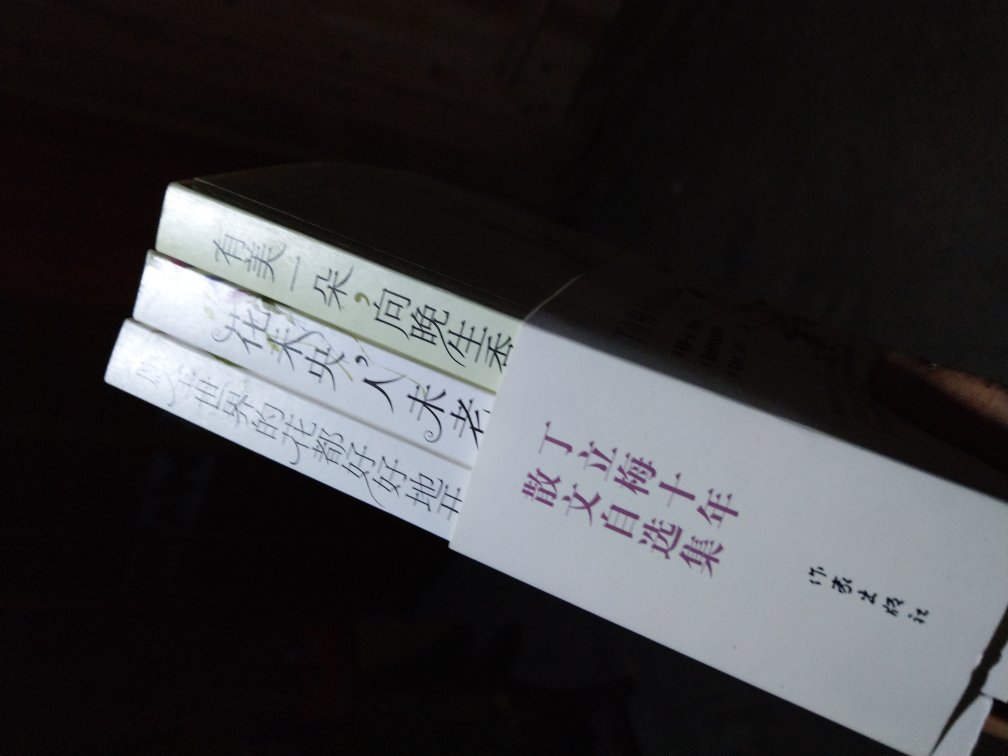 有美一朵，向晚生香
花未央，人未老
愿全世界的花都好好地开
丁立梅十年
散文自选集
作家出版社